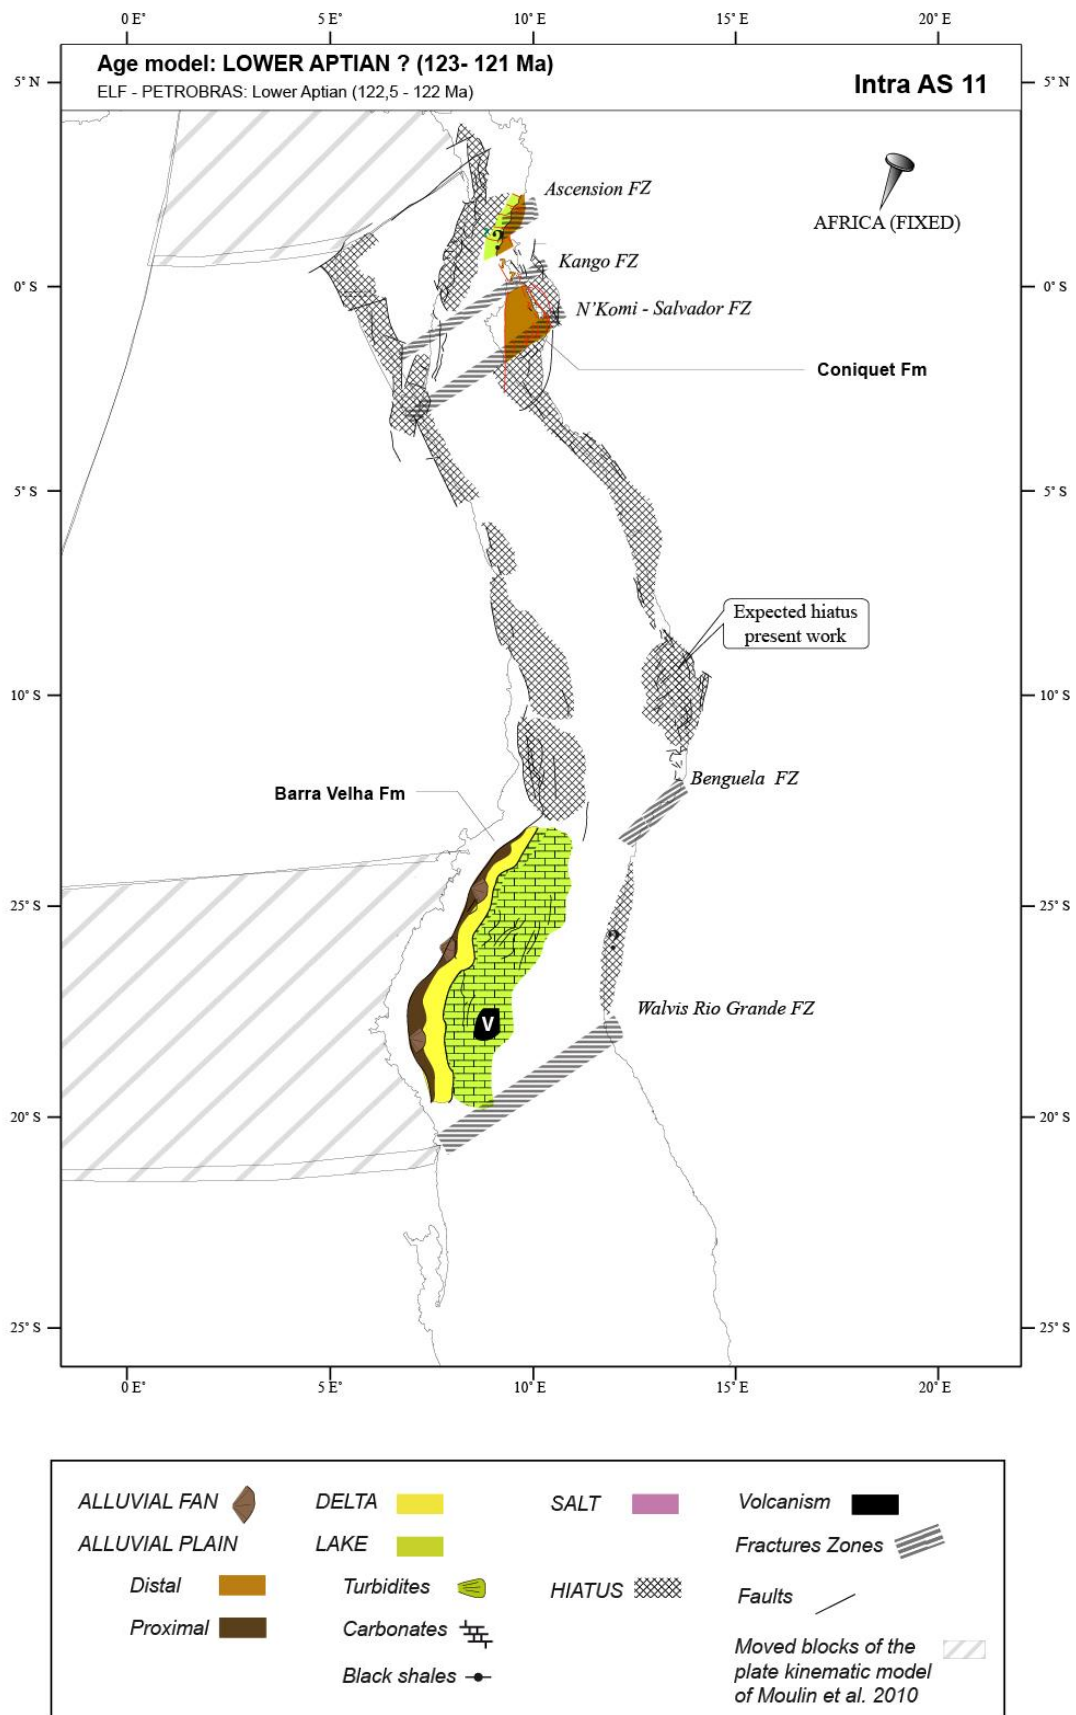 0 E° 5 E° 10° E 15° E 20° E
Age model: LOWER APTIAN ? (123- 121 Ma)
ELF - PETROBRAS: Lower Aptian (122,5 - 122 Ma)
Intra AS 11
5° N 5° N
Ascension FZ
AFRICA (FIXED)
Kango FZ
0° S 0° S
N'Komi - Salvador FZ
Coniquet Fm
5° S 5° S
Expected hiatus
present work
10° S 10° S
Benguela FZ
Barra Velha Fm
25° S 25° S
Walvis Rio Grande FZ
V
20° S 20° S
25° S 25° S
0 E° 5 E° 10° E 15° E 20° E
ALLUVIAL FAN DELTA SALT Volcanism
ALLUVIAL PLAIN LAKE Fractures Zones
Distal Turbidites HIATUS Faults
Proximal Carbonates
Black shales
Moved blocks of the
plate kinematic model
of Moulin et al. 2010